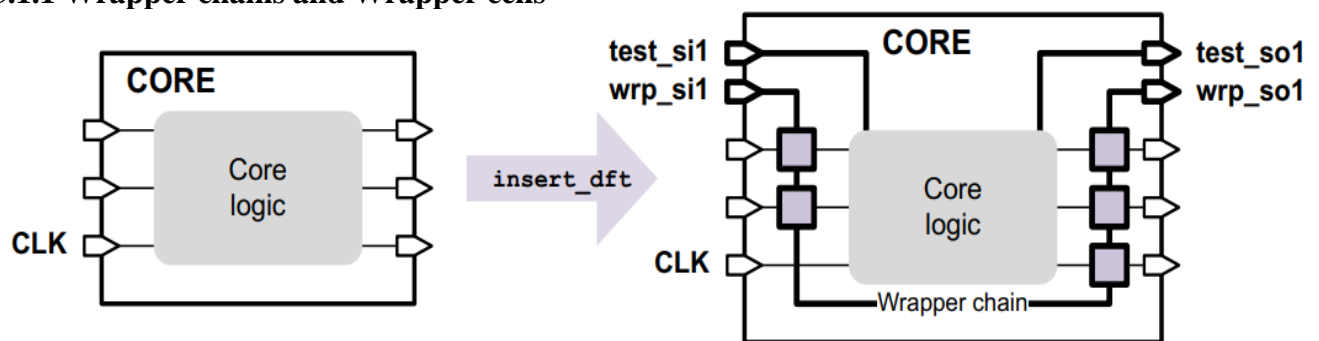 3.1.1 Wrapper chains and Wrapper cells
CORE
Core
logic
CLK
insert_dft
test_si1
wrp_si1
CORE
test_so1
wrp_so1
Core
logic
CLK
Wrapper chain